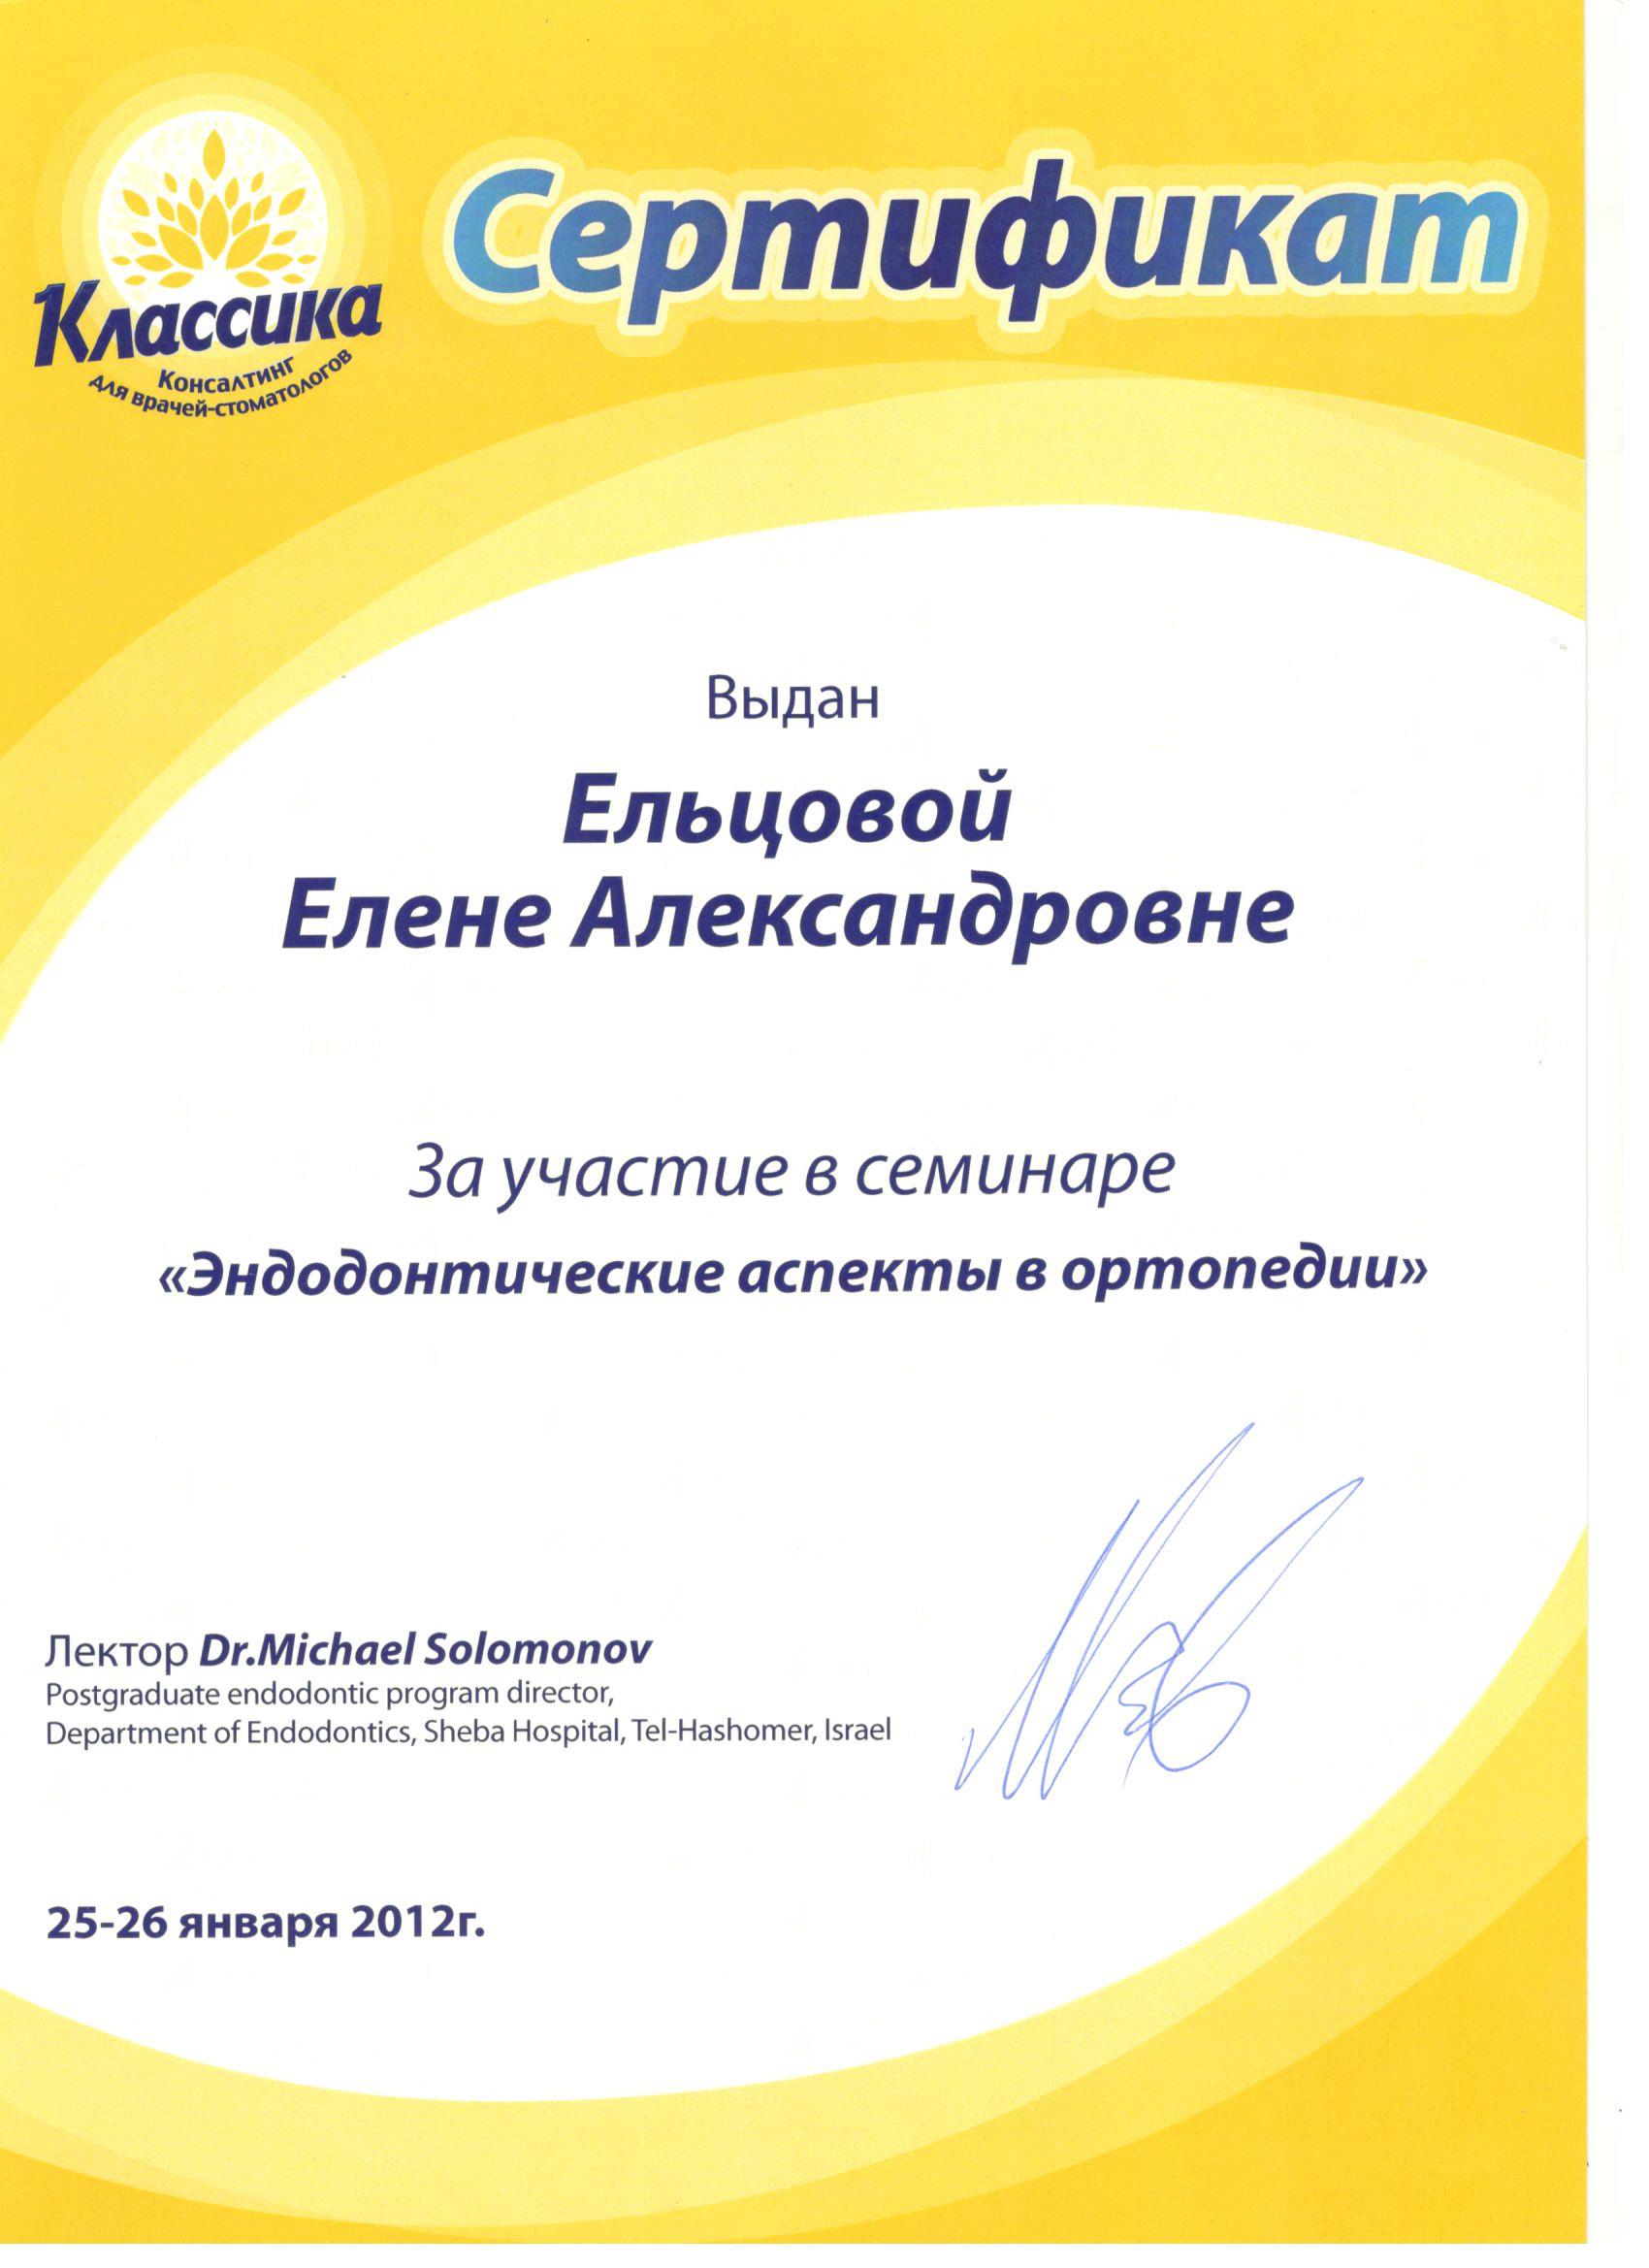 Классика
Консалтинг
для врачей-стоматологов
Сертификат
Выдан
Ельцовой
Елене Александровне
За участие в семинаре
«Эндодонтические аспекты в ортопедии»
Лектор Dr.Michael Solomonov
Postgraduate endodontic program director,
Department of Endodontics, Sheba Hospital, Tel-Hashomer, Israel
25-26 января 2012г.